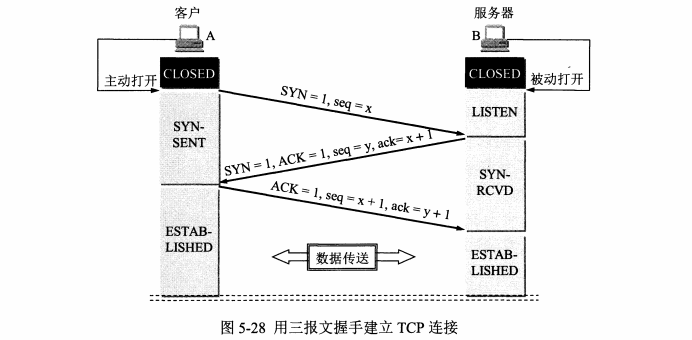 客户
服务器
A
B
主动打开
CLOSED
CLOSED
被动打开
SYN = 1, seq = x
LISTEN
SYN-
SENT
SYN = 1, ACK = 1, seq = y, ack= x + 1
SYN-
RCVD
ACK = 1, seq = x + 1, ack = y + 1
ESTAB-
LISHED
数据传送
ESTAB-
LISHED
图 5-28 用三报文握手建立 TCP 连接